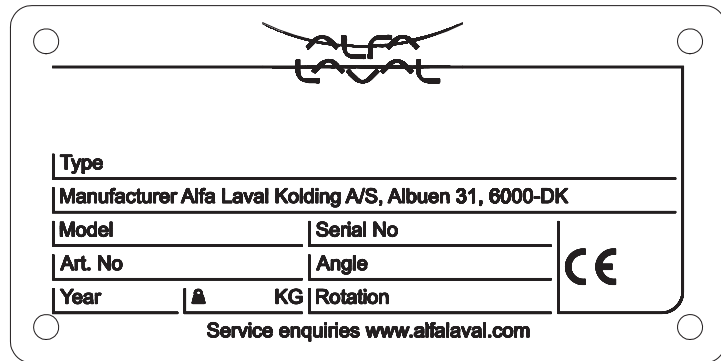 ALFA
LAVAL
Type
Manufacturer Alfa Laval Kolding A/S, Albuen 31, 6000-DK
Model Serial No
Art. No Angle
CE
Year KG Rotation
Service enquiries www.alfalaval.com